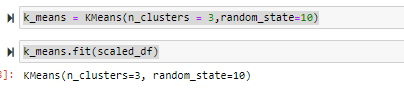 k_means = KMeans(n_clusters = 3,random_state=10)
k_means.fit(scaled_df)
]: KMeans(n_clusters=3, random_state=10)